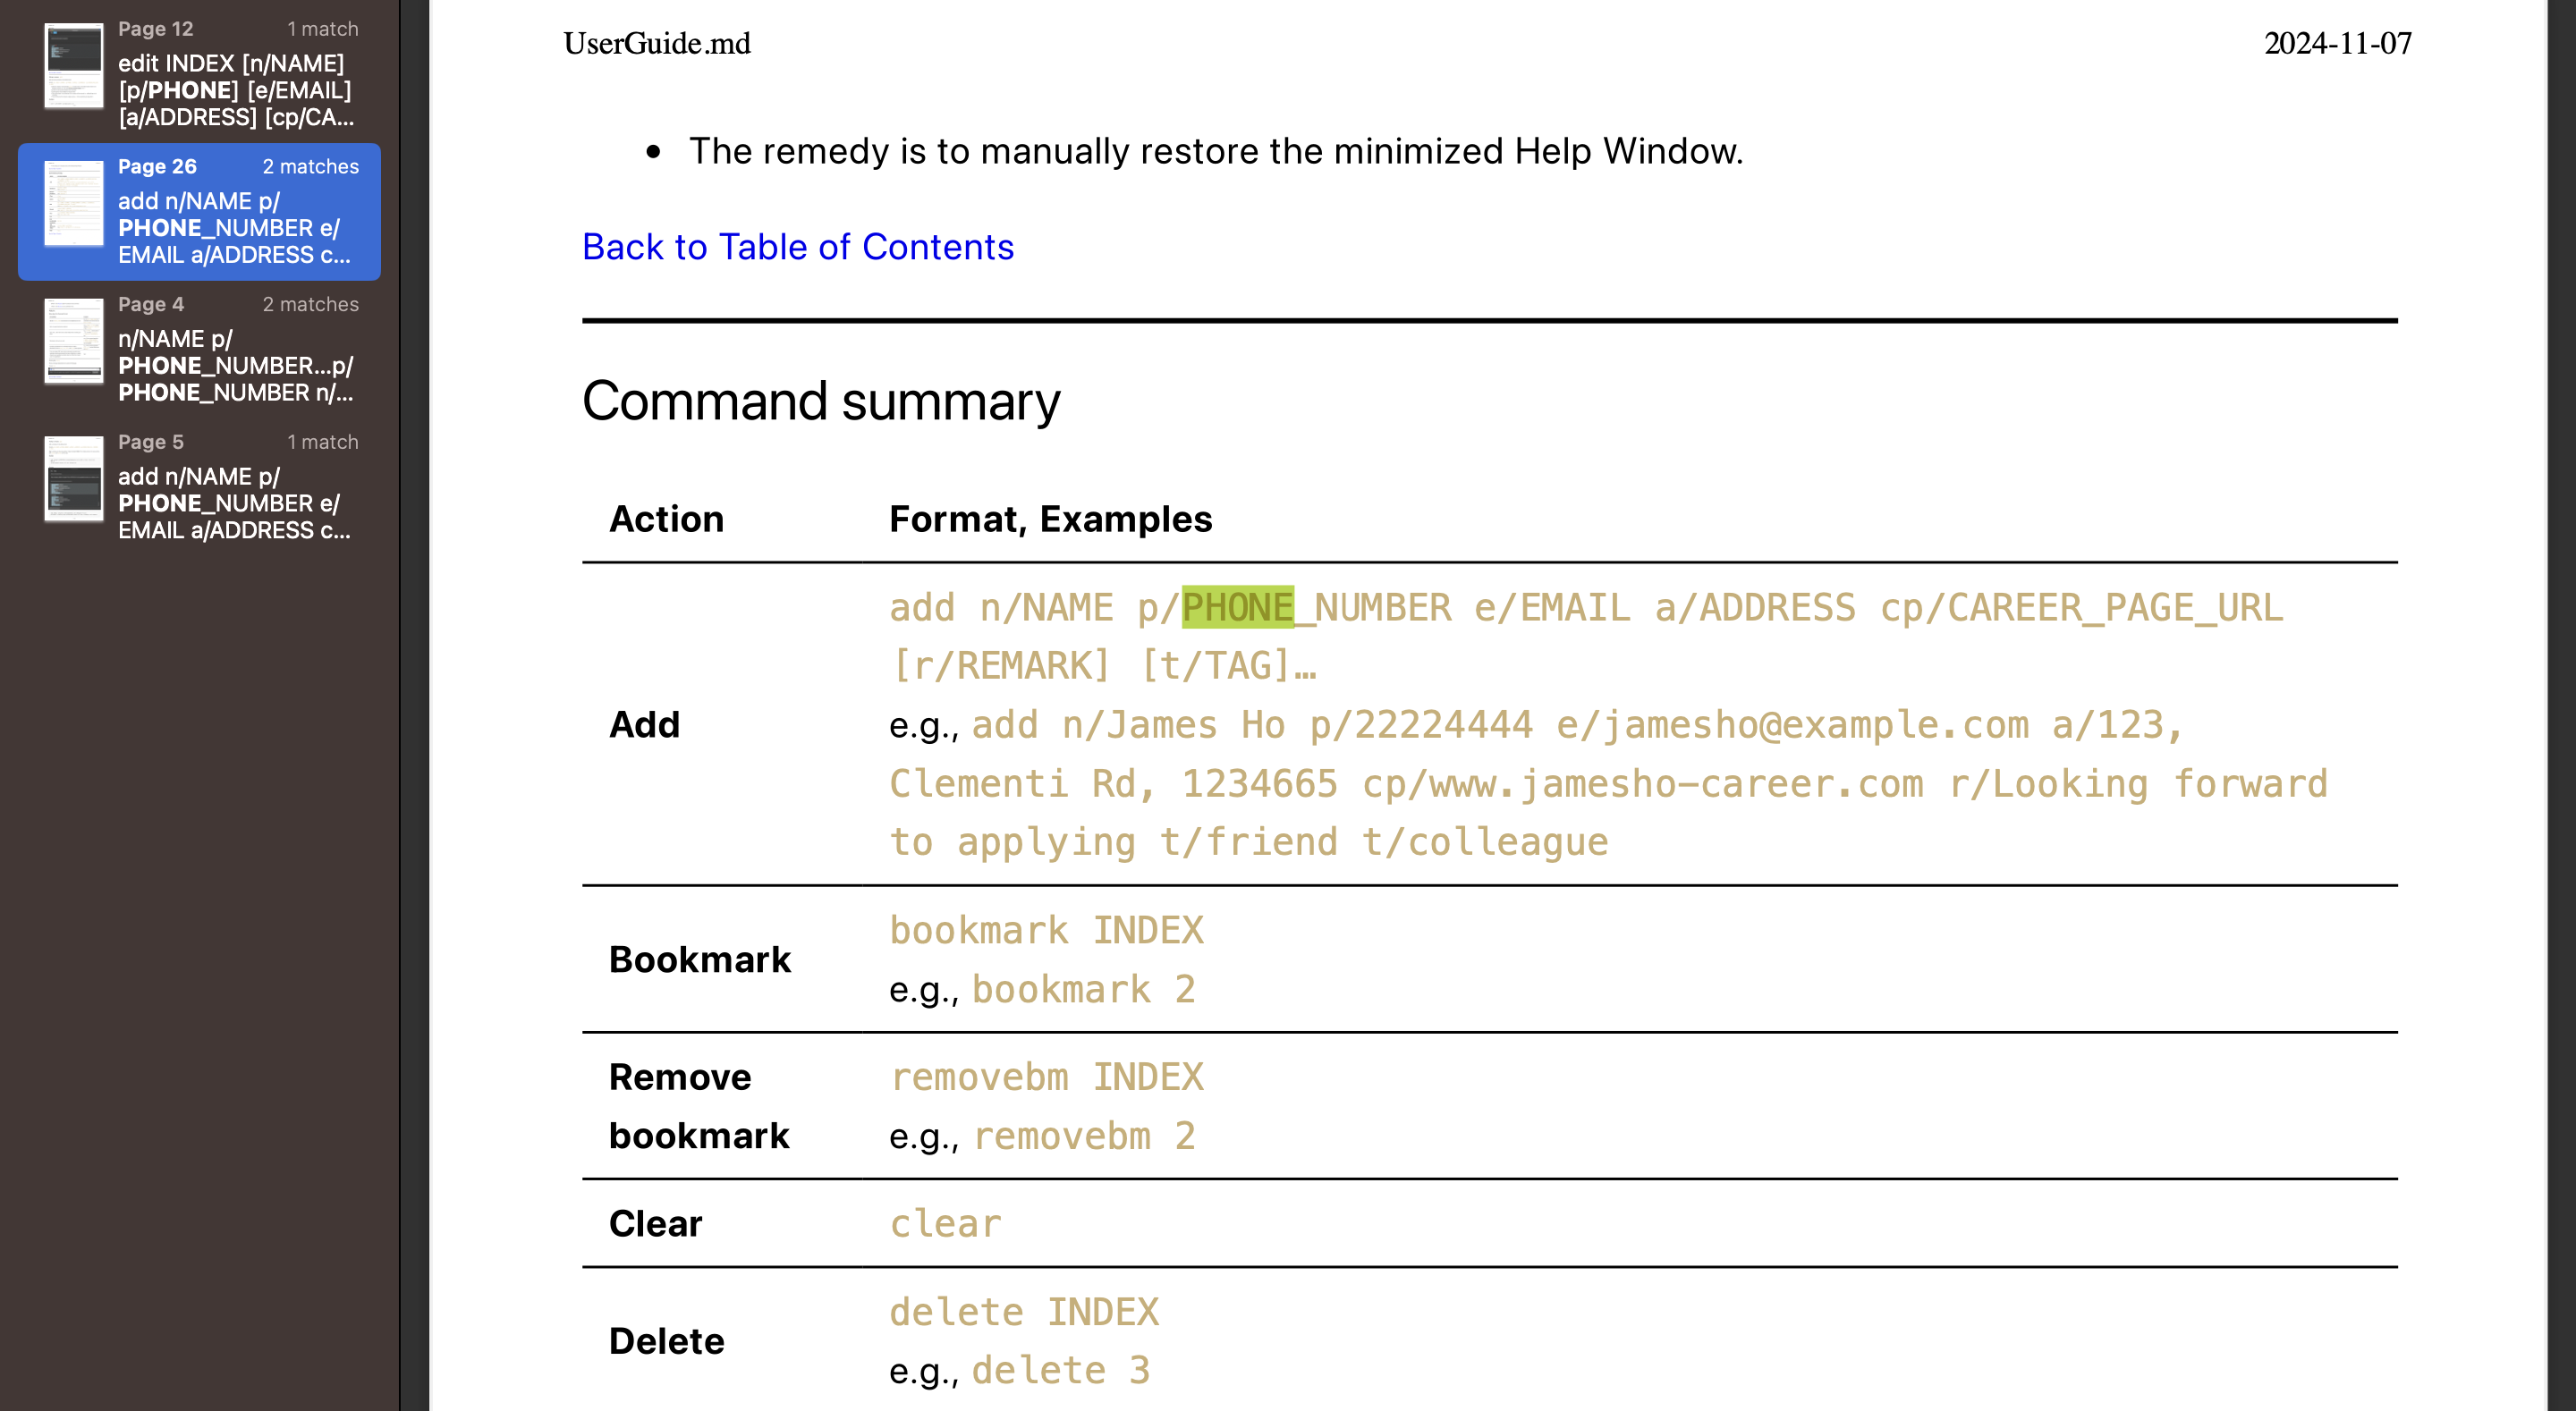 Page 12 1 match
edit INDEX [n/NAME]
[p/PHONE] [e/EMAIL]
[a/ADDRESS] [cp/CA...
Page 26 2 matches
add n/NAME p/
PHONE_NUMBER e/
EMAIL a/ADDRESS c...
Page 4 2 matches
n/NAME p/
PHONE_NUMBER...p/
PHONE_NUMBER n/...
Page 5 1 match
add n/NAME p/
PHONE_NUMBER e/
EMAIL a/ADDRESS c...
UserGuide.md 2024-11-07
• The remedy is to manually restore the minimized Help Window.
Back to Table of Contents
Command summary
Action Format, Examples
add n/NAME p/PHONE_NUMBER e/EMAIL a/ADDRESS cp/CAREER_PAGE_URL
[r/REMARK] [t/TAG]…
Add e.g., add n/James Ho p/22224444 e/jamesho@example.com a/123,
Clementi Rd, 1234665 cp/www.jamesho-career.com r/Looking forward
to applying t/friend t/colleague
Bookmark
bookmark INDEX
e.g., bookmark 2
Remove removebm INDEX
bookmark e.g., removebm 2
Clear clear
Delete
delete INDEX
e.g., delete 3